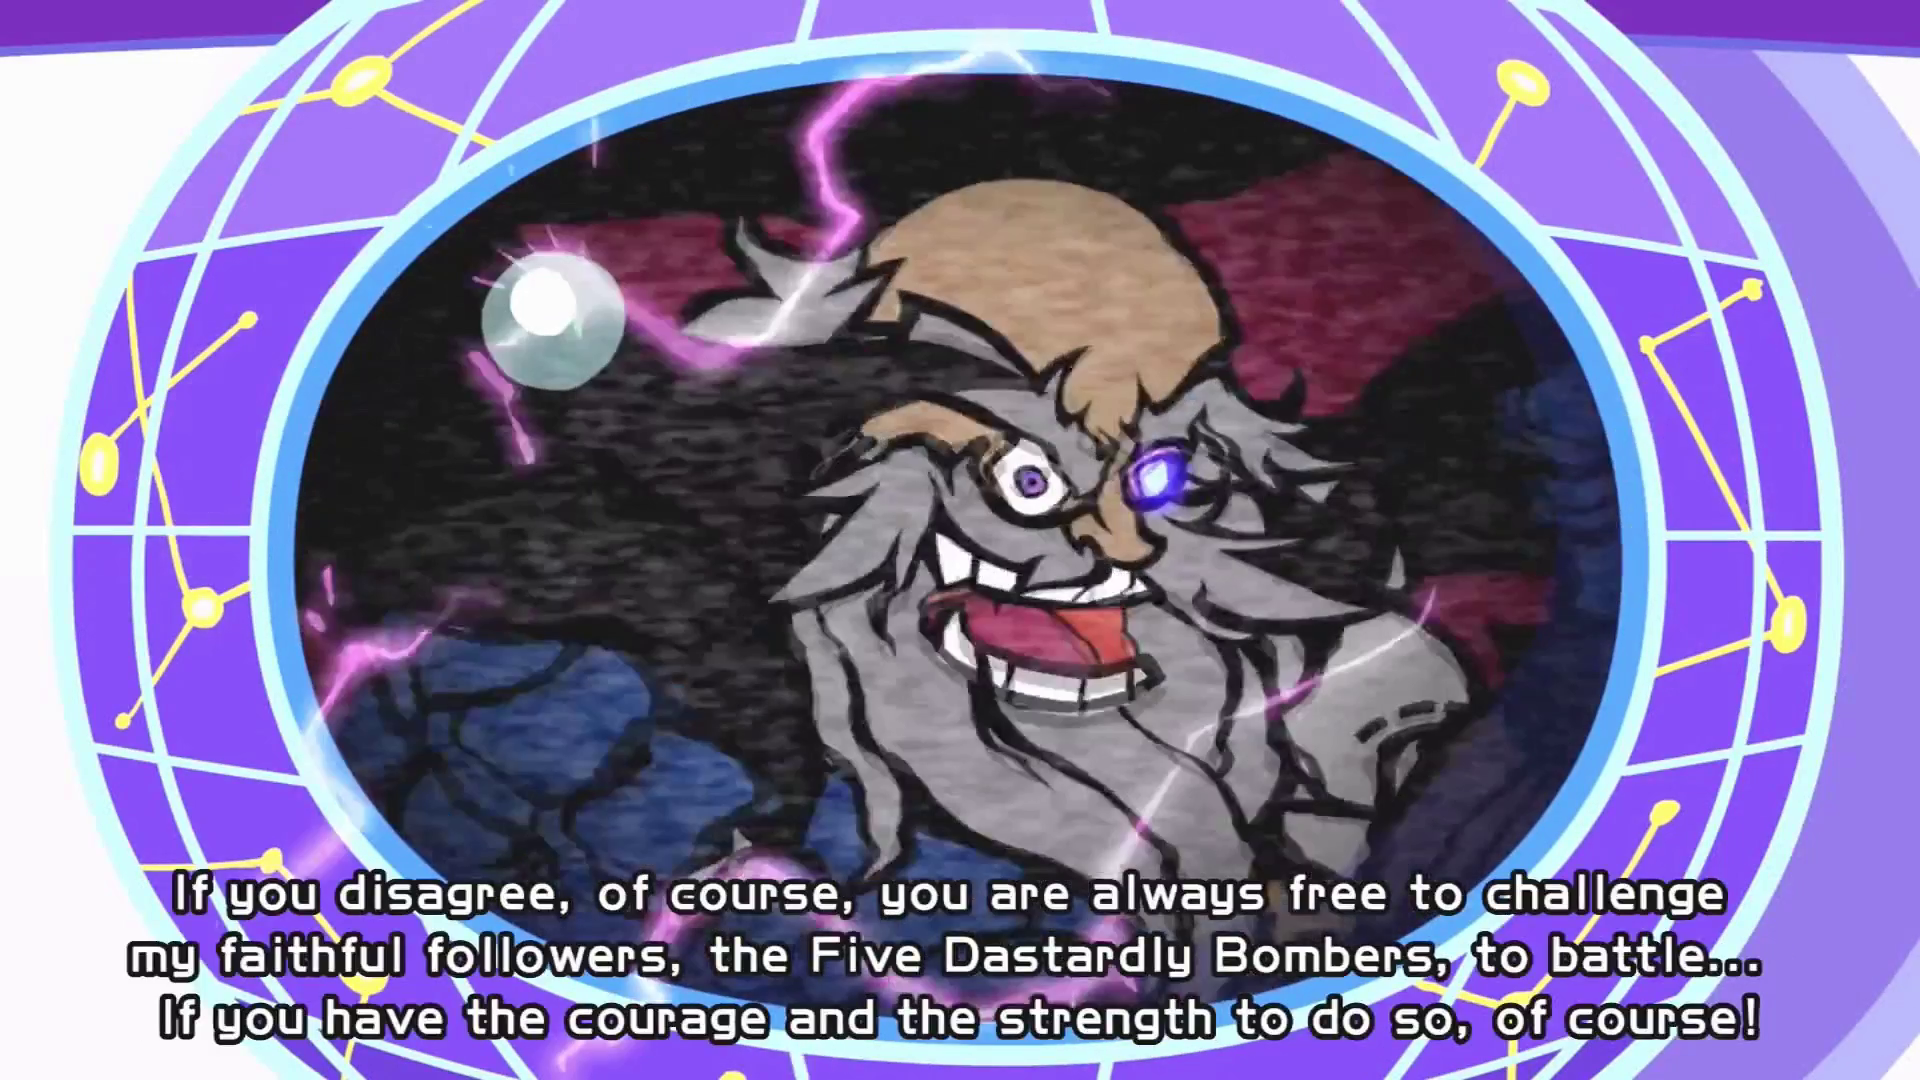 If you disagree, of course, you are always free to challenge
my faithful followers, the Five Dastardly Bombers, to battle...
If you have the courage and the strength to do so, of course!